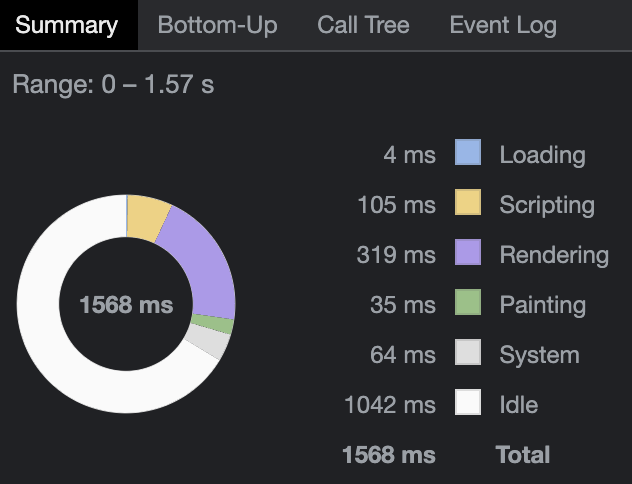 Summary Bottom-Up Call Tree Event Log
Range: 0 – 1.57 s
4 ms Loading
105 ms Scripting
319 ms Rendering
1568 ms
35 ms Painting
64 ms System
1042 ms Idle
1568 ms Total